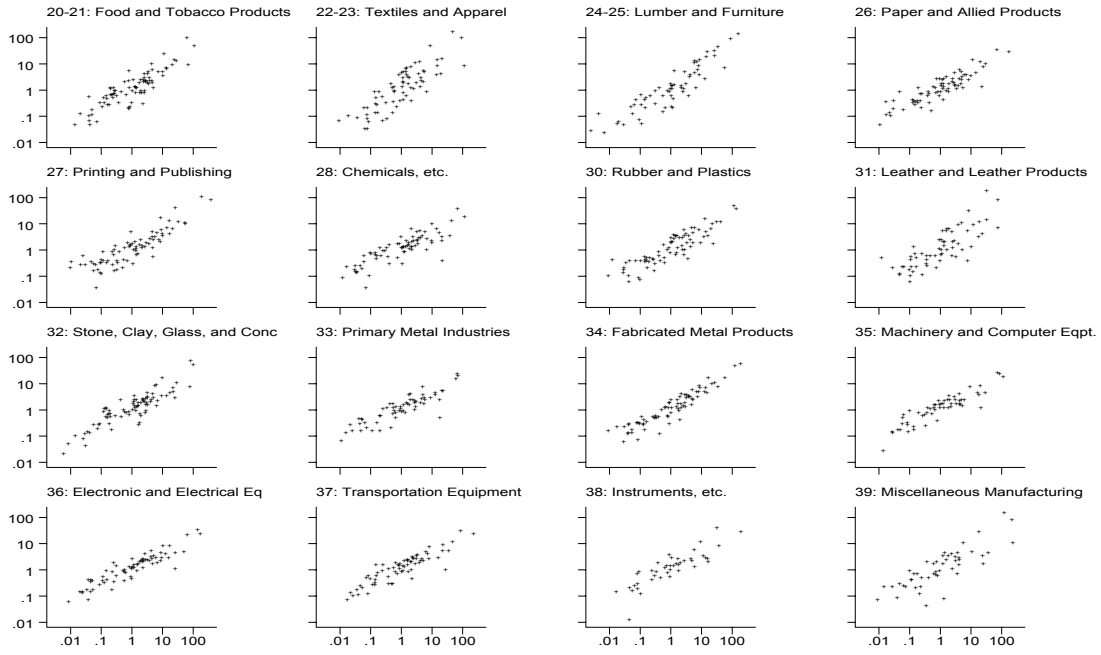 20-21: Food and Tobacco Products
22-23: Textiles and Apparel
24-25: Lumber and Furniture
26: Paper and Allied Products
100
10
1
.1
.01
27: Printing and Publishing
28: Chemicals, etc.
30: Rubber and Plastics
31: Leather and Leather Products
100
10
1
.1
.01
32: Stone, Clay, Glass, and Conc
33: Primary Metal Industries
34: Fabricated Metal Products
35: Machinery and Computer Eqpt.
100
10
1
.1
.01
36: Electronic and Electrical Eq
37: Transportation Equipment
38: Instruments, etc.
39: Miscellaneous Manufacturing
100
10
1
.1
.01
.01 .1 1 10 100 .01 .1 1 10 100 .01 .1 1 10 100 .01 .1 1 10 100